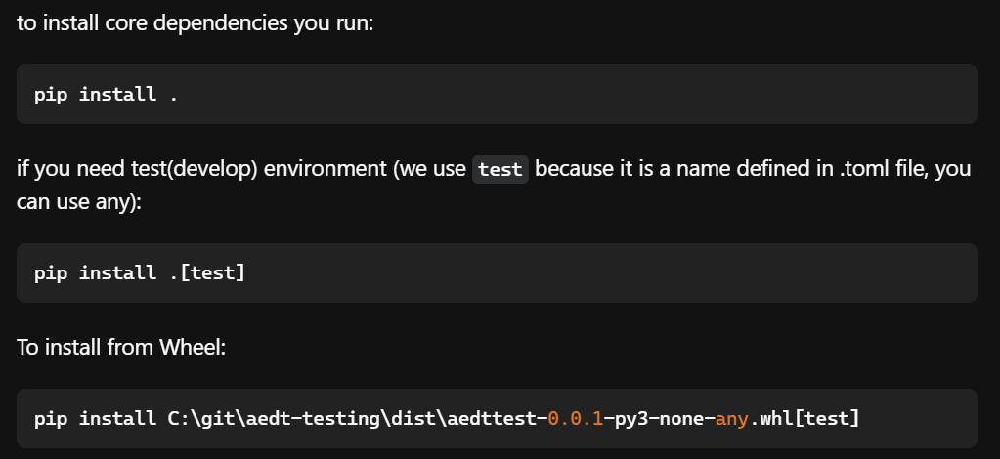 to install core dependencies you run:
pip install .
if you need test(develop) environment (we use test because it is a name defined in .toml file, you
can use any):
pip install .[test]
To install from Wheel:
pip install C:\git\aedt-testing\dist\aedttest-0.0.1-py3-none-any.whl[test]